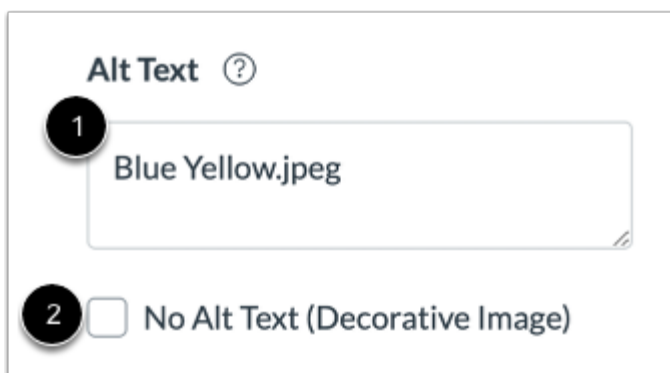 Alt Text ?
1
Blue Yellow.jpeg
2 No Alt Text (Decorative Image)